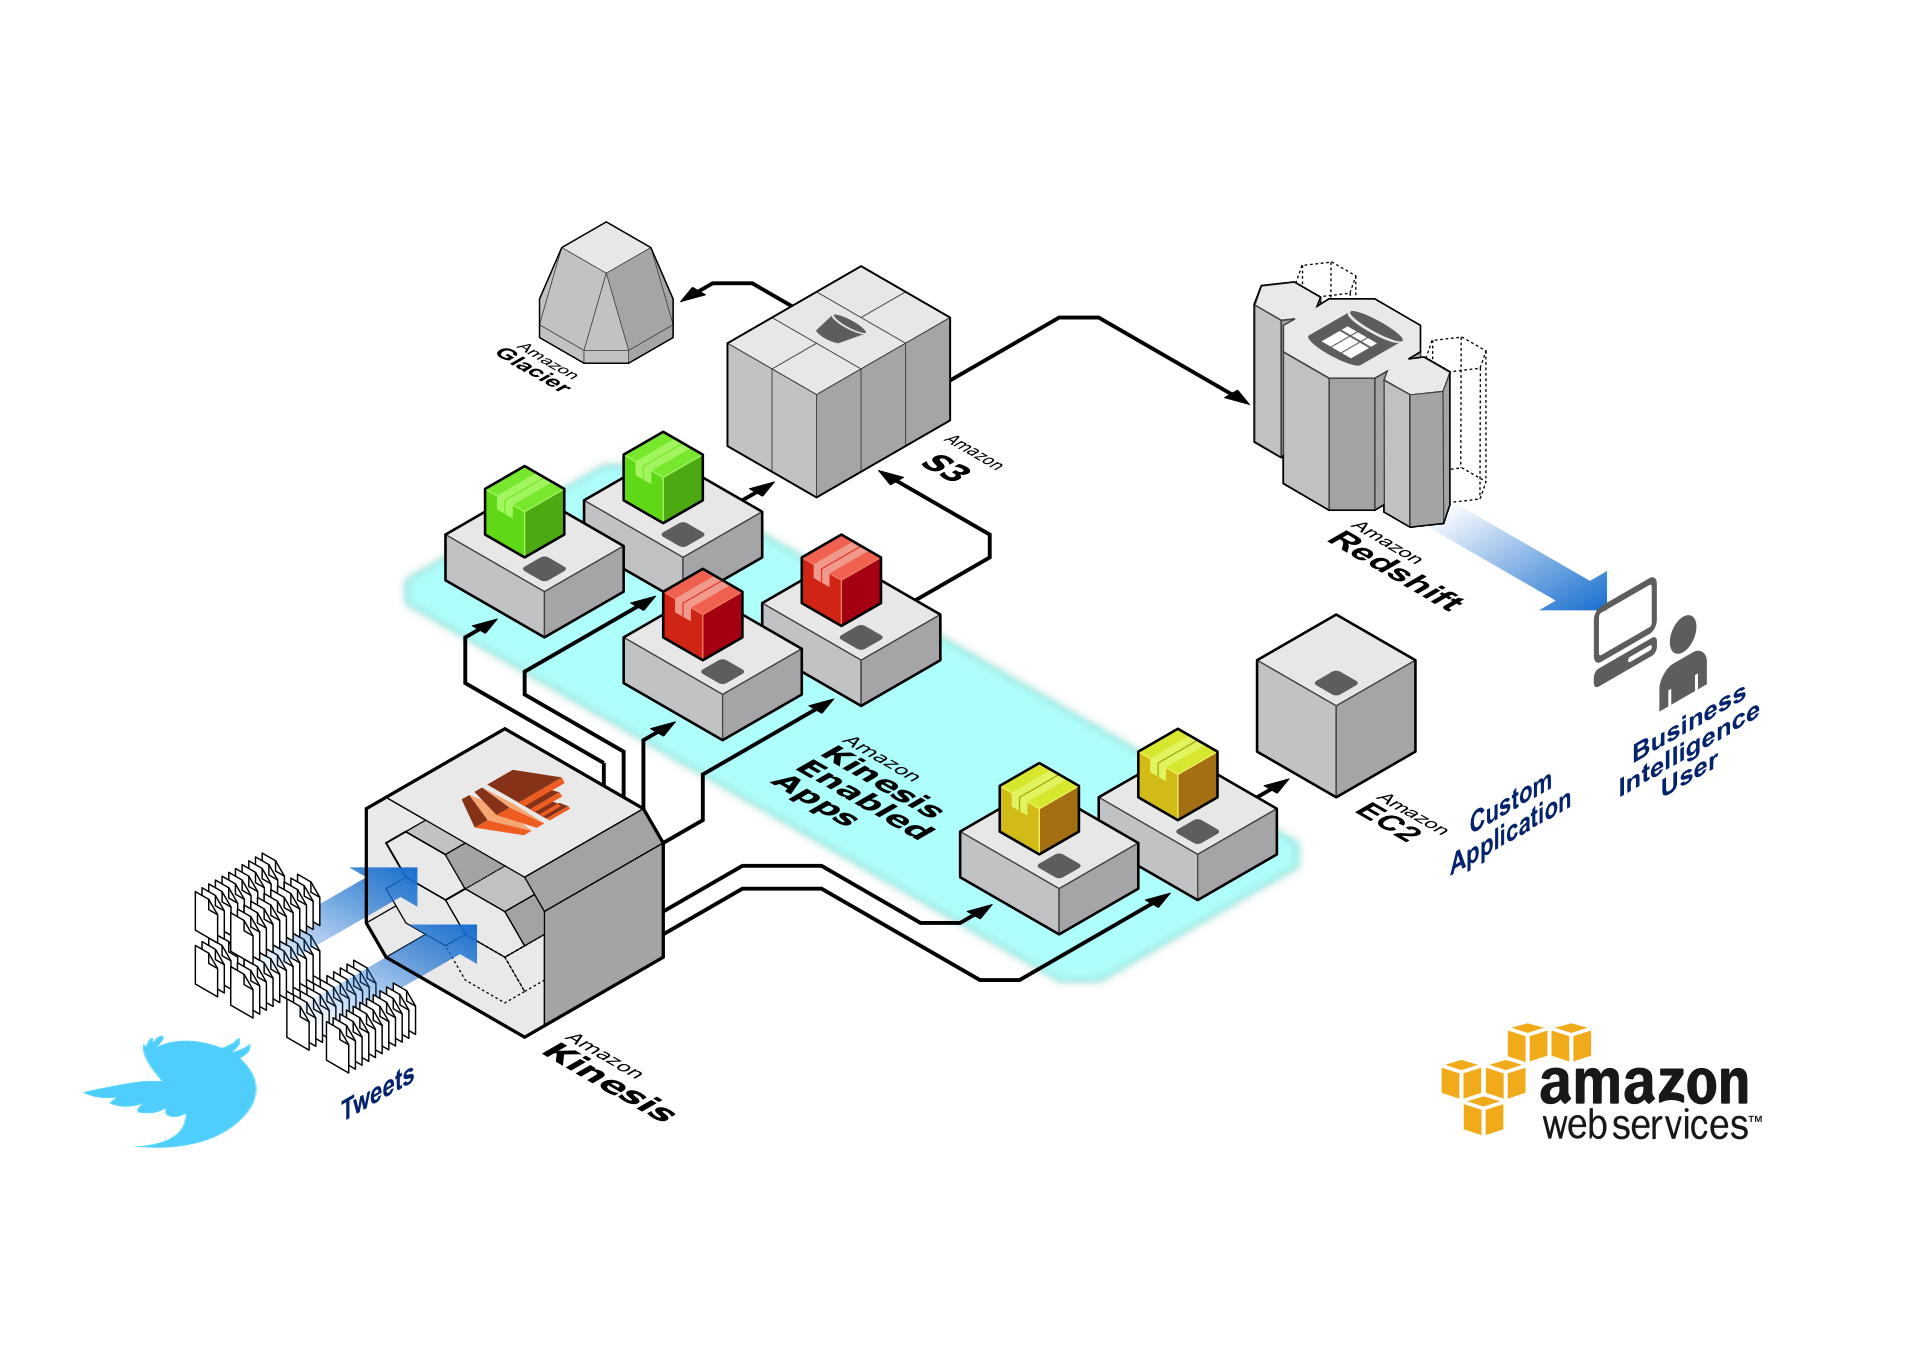 Amazon
Glacier
Amazon
S3
Amazon
Redshift
Business
Intelligence
User
Amazon
Kinesis
Enabled
Apps
Amazon
EC2
Custom
Application
Tweets
Amazon
Kinesis
amazon
web services™